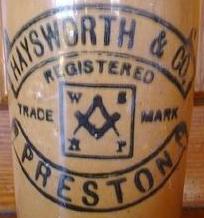 HAYSWORTH & CO.
REGISTERED
TRADE MARK
W S
A P
PRESTON